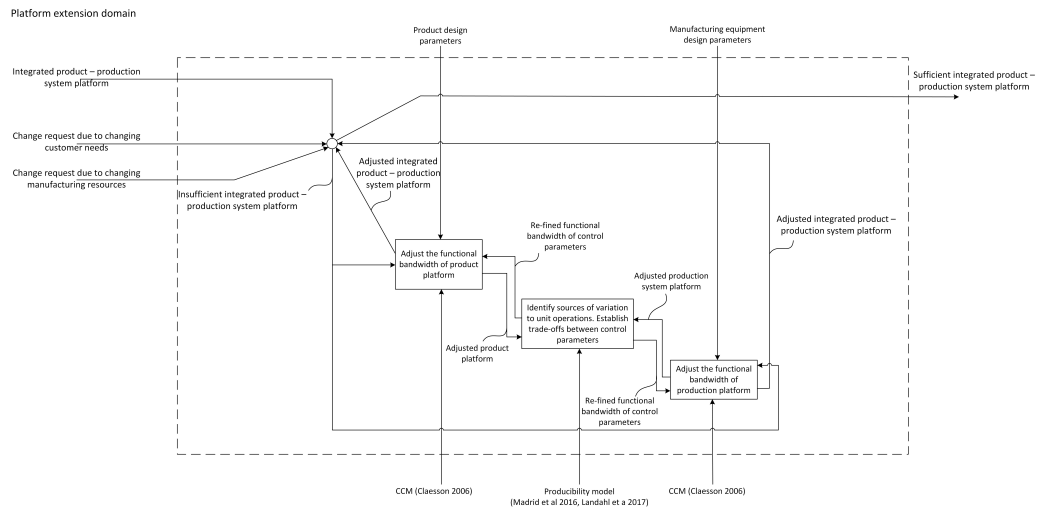 Platform extension domain
Product design
parameters
Manufacturing equipment
design parameters
Integrated product – production
system platform
Sufficient integrated product –
production system platform
Change request due to changing
customer needs
Change request due to changing
manufacturing resources
Adjusted integrated
product – production
system platform
Insufficient integrated product –
production system platform
Adjusted integrated product –
production system platform
Re-fined functional
bandwidth of control
parameters
Adjust the functional
bandwidth of product
platform
Adjusted production
system platform
Identify sources of variation
to unit operations. Establish
trade-offs between control
parameters
Adjusted product
platform
Adjust the functional
bandwidth of
production platform
Re-fined functional
bandwidth of control
parameters
CCM (Claesson 2006)
Producibility model
(Madrid et al 2016, Landahl et a 2017)
CCM (Claesson 2006)